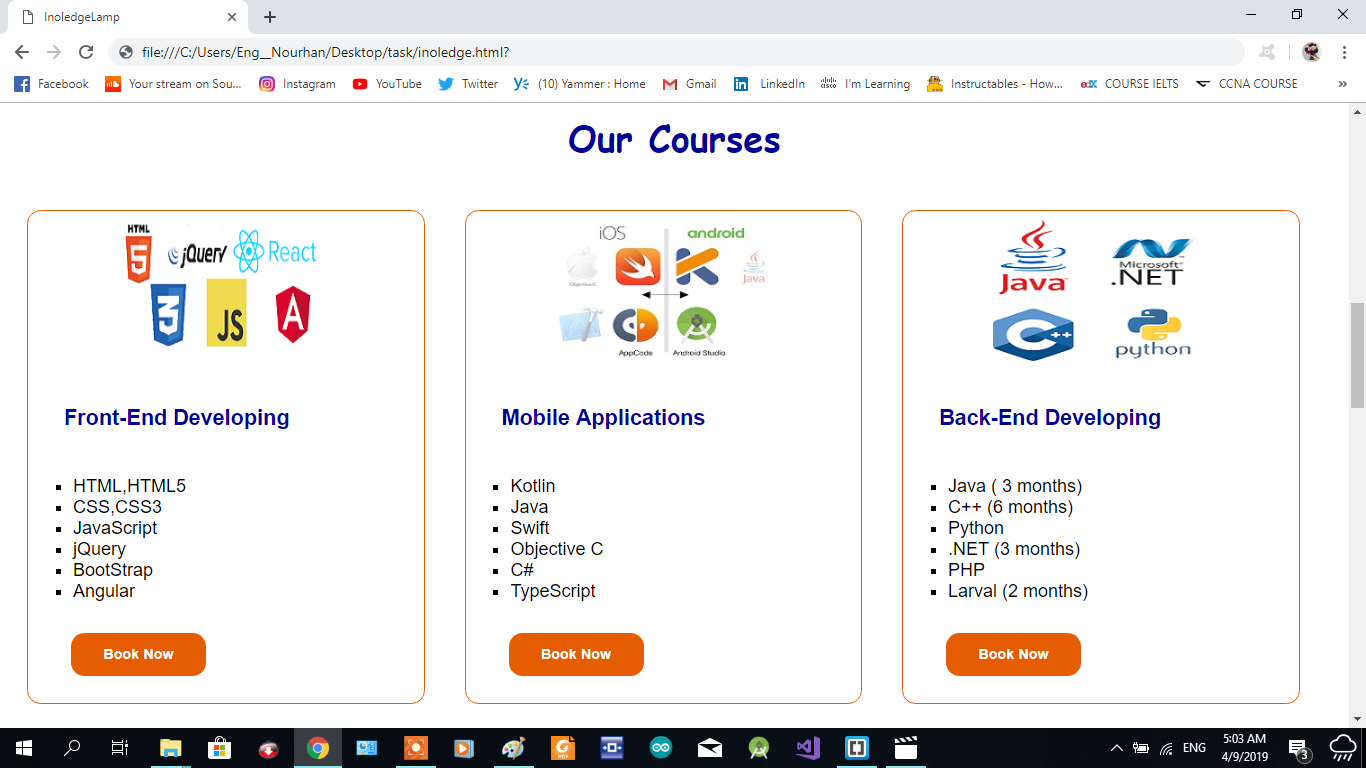 InoledgeLamp
file:///C:/Users/Eng__Nourhan/Desktop/task/inoledge.html?
Facebook Your stream on Sou... Instagram YouTube Twitter (10) Yammer : Home Gmail LinkedIn I'm Learning Instructables - How... COURSE IELTS CCNA COURSE »
Our Courses
HTML
5
jQuery
React
3
JS
A
iOS
android
Java
AppCode
Android Studio
Java
Microsoft
.NET
C++
python
Front-End Developing
HTML,HTML5
CSS,CSS3
JavaScript
jQuery
BootStrap
Angular
Book Now
Mobile Applications
Kotlin
Java
Swift
Objective C
C#
TypeScript
Book Now
Back-End Developing
Java ( 3 months)
C++ (6 months)
Python
.NET (3 months)
PHP
Larval (2 months)
Book Now
ENG
5:03 AM
4/9/2019
3